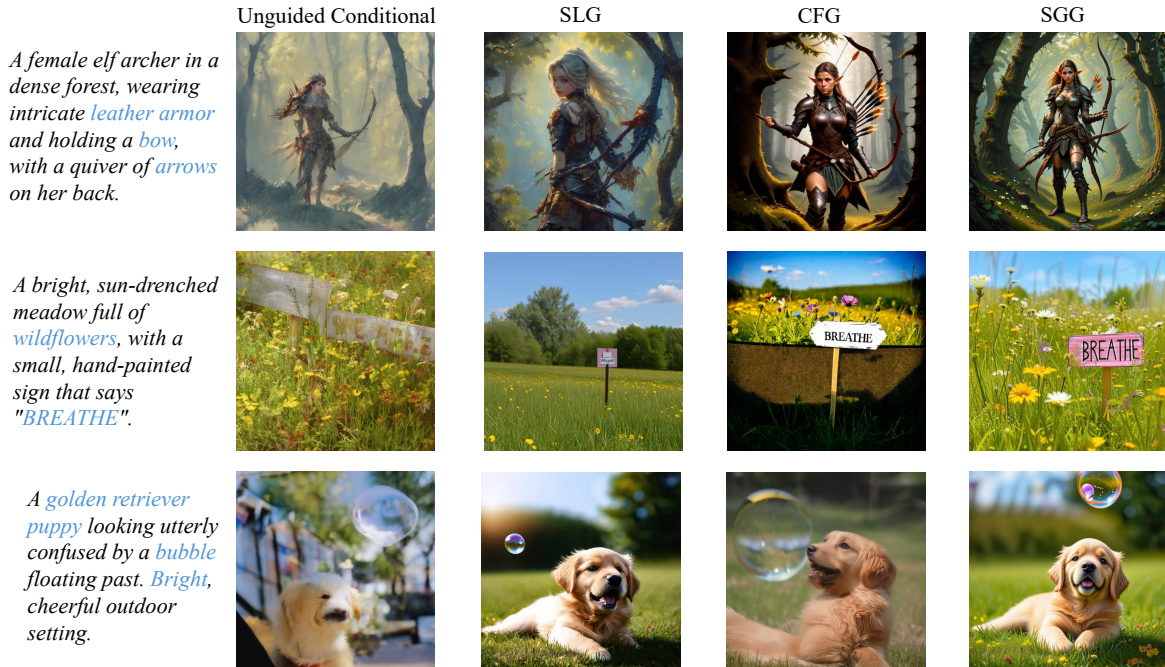 Unguided Conditional SLG CFG SGG
A female elf archer in a
dense forest, wearing
intricate leather armor
and holding a bow,
with a quiver of arrows
on her back.
A bright, sun-drenched
meadow full of
wildflowers, with a
small, hand-painted
sign that says
"BREATHE".
BREATHE
BREATHE
A golden retriever
puppy looking utterly
confused by a bubble
floating past. Bright,
cheerful outdoor
setting.